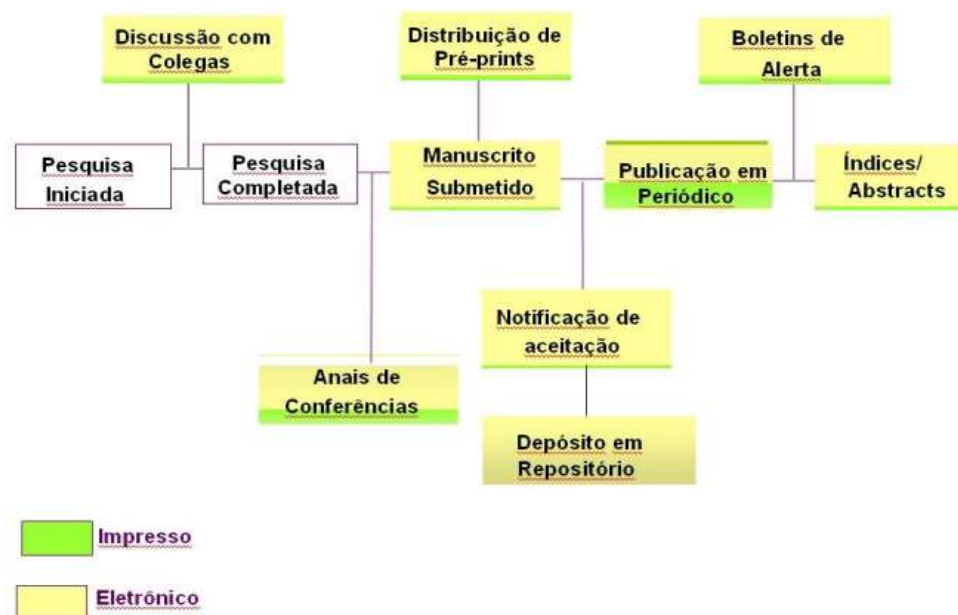 Discussão com
Colegas
Distribuição de
Pré-prints
Boletins de
Alerta
Pesquisa
Iniciada
Pesquisa
Completada
Manuscrito
Submetido
Publicação em
Periódico
Índices/
Abstracts
Notificação de
aceitação
Anais de
Conferências
Depósito em
Repositório
Impresso
Eletrônico